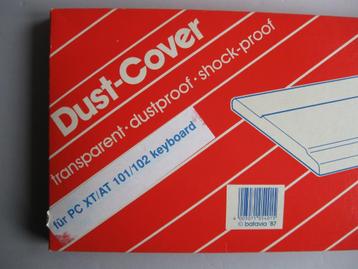 Dust-Cover
transparent · dustproof · shock-proof
für PC XT/AT 101/102 keyboard
© batavia '87